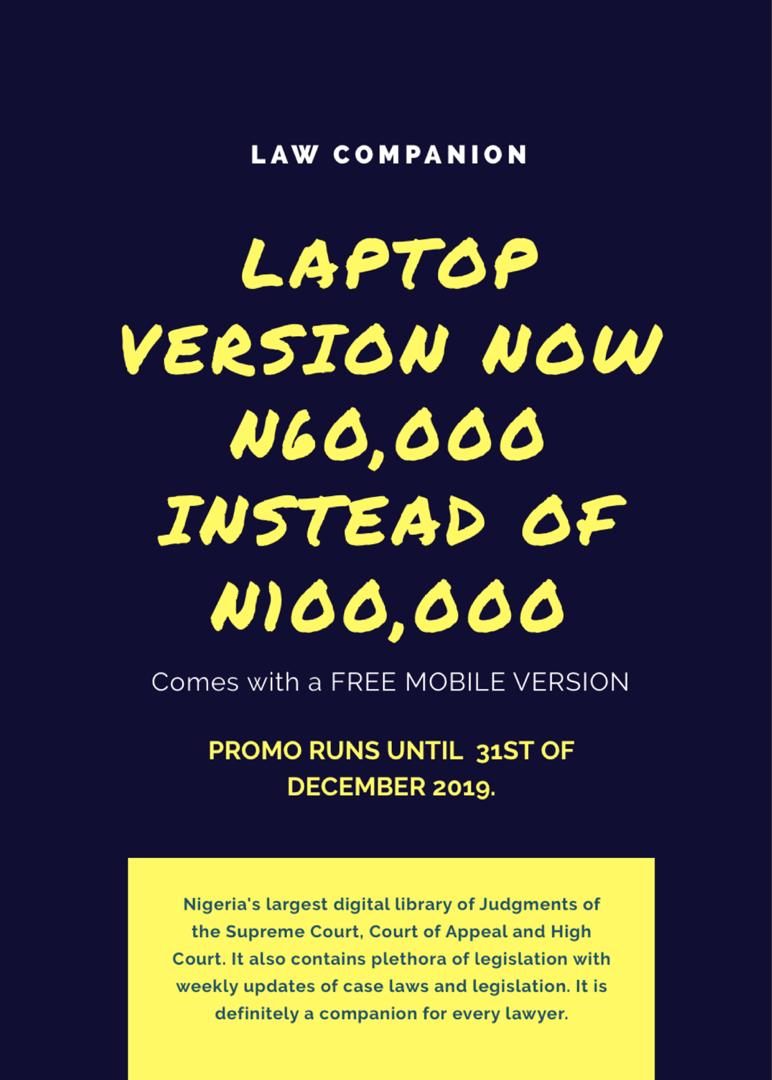 LAW COMPANION
LAPTOP
VERSION NOW
N60,000
INSTEAD OF
N100,000
Comes with a FREE MOBILE VERSION
PROMO RUNS UNTIL 31ST OF
DECEMBER 2019.
Nigeria's largest digital library of Judgments of
the Supreme Court, Court of Appeal and High
Court. It also contains plethora of legislation with
weekly updates of case laws and legislation. It is
definitely a companion for every lawyer.